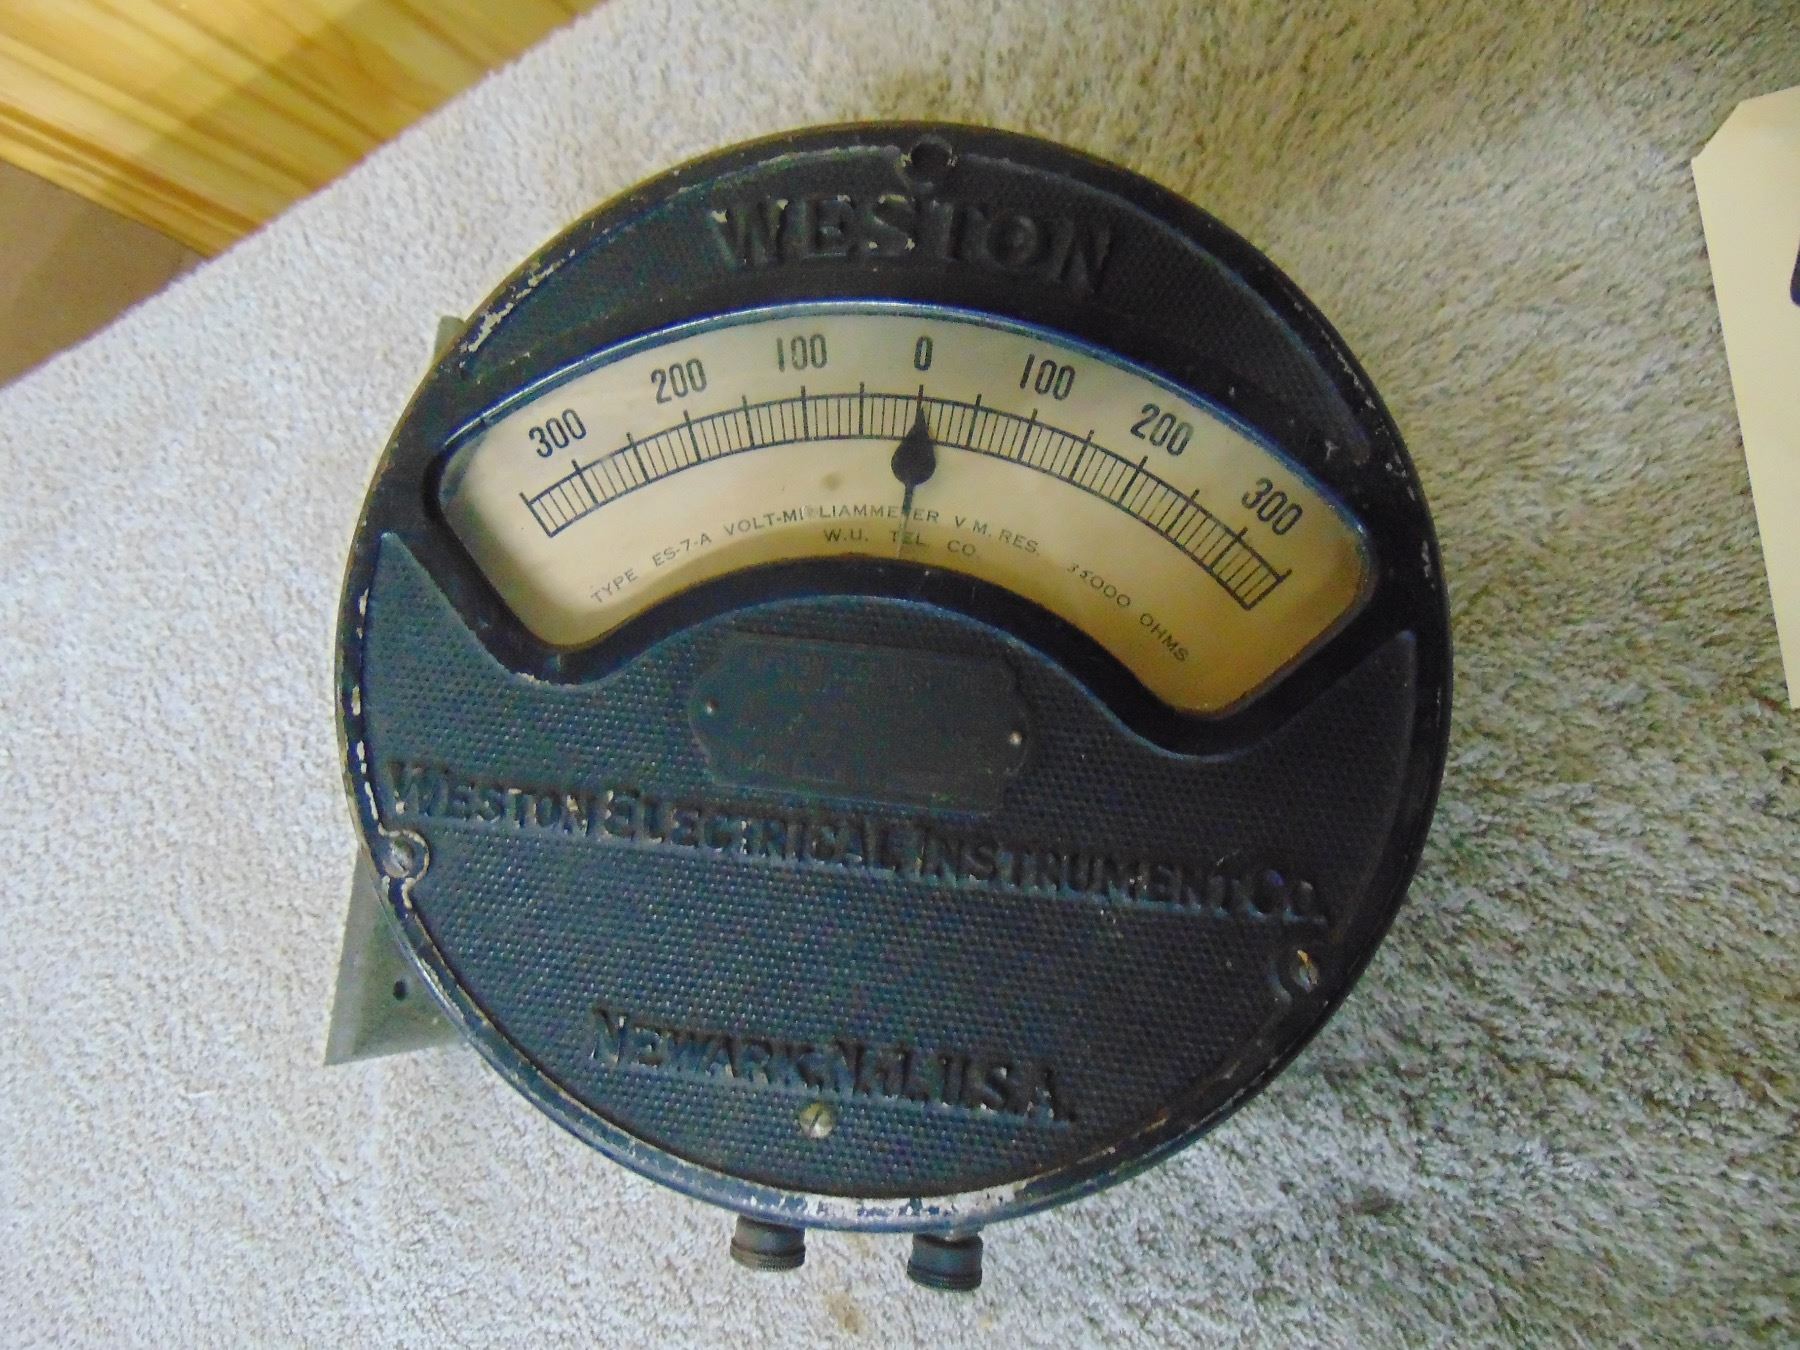 WESTON
300 200 100 0 100 200 300
TYPE ES-7-A VOLT-MILLIAMMETER V.M. RES. 35000 OHMS
W.U. TEL. CO.
WESTON ELECTRICAL INSTRUMENT CO.
NEWARK, N.J., U.S.A.